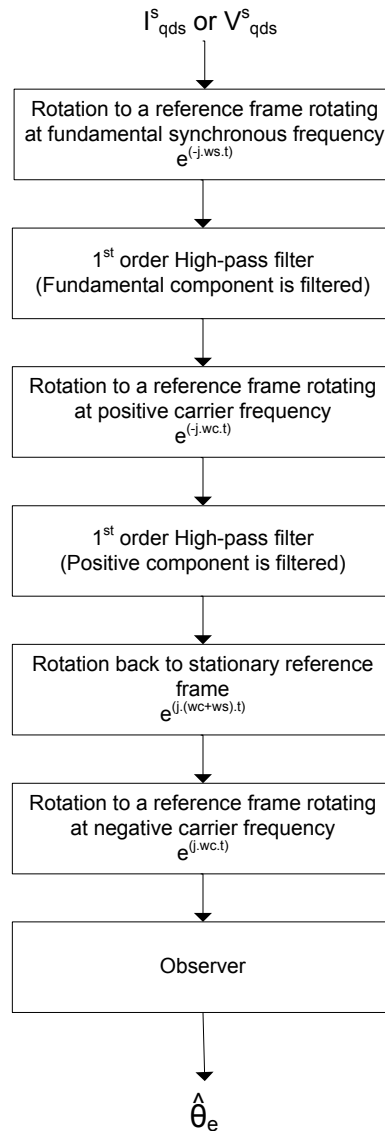 I^s_qds or V^s_qds
Rotation to a reference frame rotating
at fundamental synchronous frequency
e^(-j.ws.t)
1^st order High-pass filter
(Fundamental component is filtered)
Rotation to a reference frame rotating
at positive carrier frequency
e^(-j.wc.t)
1^st order High-pass filter
(Positive component is filtered)
Rotation back to stationary reference
frame
e^(j.(wc+ws).t)
Rotation to a reference frame rotating
at negative carrier frequency
e^(j.wc.t)
Observer
θ̂_e